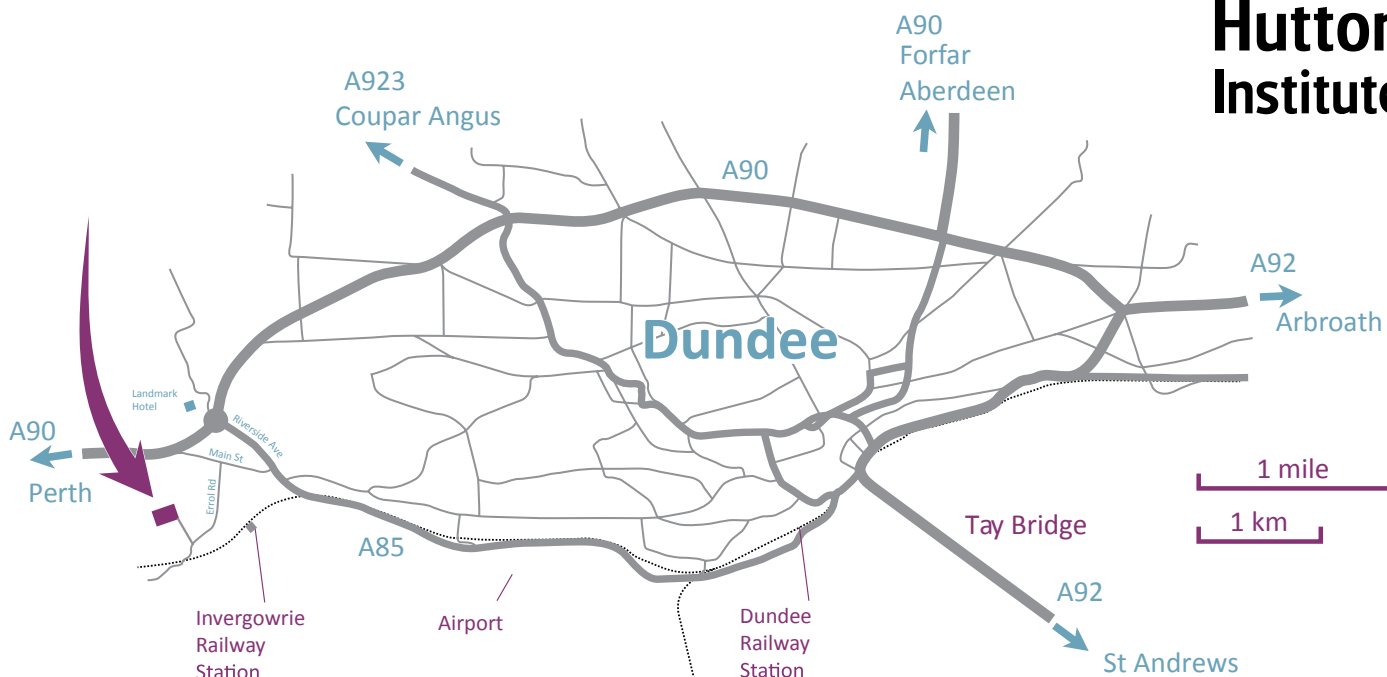 Hutton
Institute
A90
Forfar
Aberdeen
A923
Coupar Angus
A90
A92
Arbroath
Dundee
Landmark
Hotel
Riverside Ave
A90
Perth
Main St
Errol Rd
1 mile
1 km
Tay Bridge
A85
A92
St Andrews
Invergowrie
Railway
Station
Airport
Dundee
Railway
Station